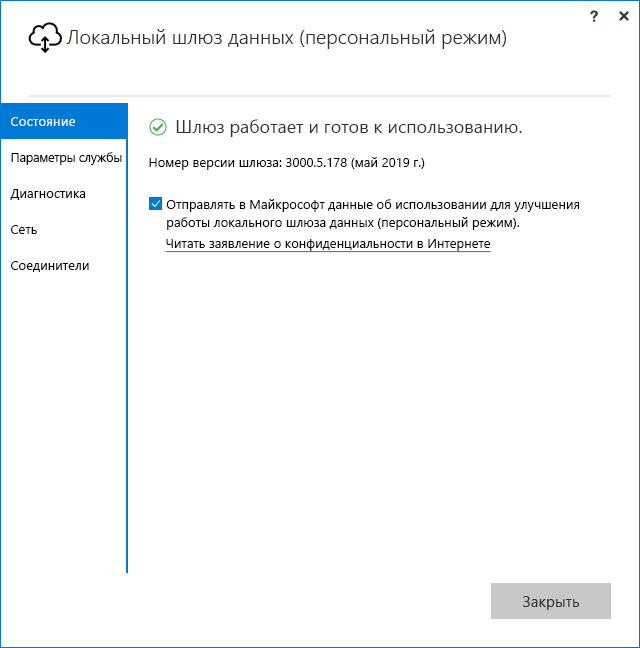 ?
Локальный шлюз данных (персональный режим)
Состояние
Параметры службы
Диагностика
Сеть
Соединители
Шлюз работает и готов к использованию.
Номер версии шлюза: 3000.5.178 (май 2019 г.)
Отправлять в Майкрософт данные об использовании для улучшения
работы локального шлюза данных (персональный режим).
Читать заявление о конфиденциальности в Интернете
Закрыть